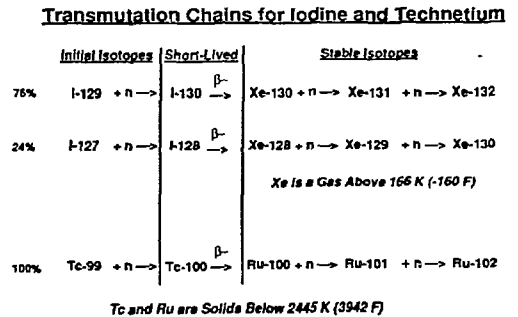 Transmutation Chains for Iodine and Technetium
Initial Isotopes Short-Lived Stable Isotopes
76% I-129 + n —> I-130 β- —> Xe-130 + n —> Xe-131 + n —> Xe-132
24% I-127 + n —> I-128 β- —> Xe-128 + n —> Xe-129 + n —> Xe-130
Xe is a Gas Above 166 K (-160 F)
100% Tc-99 + n —> Tc-100 β- —> Ru-100 + n —> Ru-101 + n —> Ru-102
Tc and Ru are Solids Below 2445 K (3942 F)